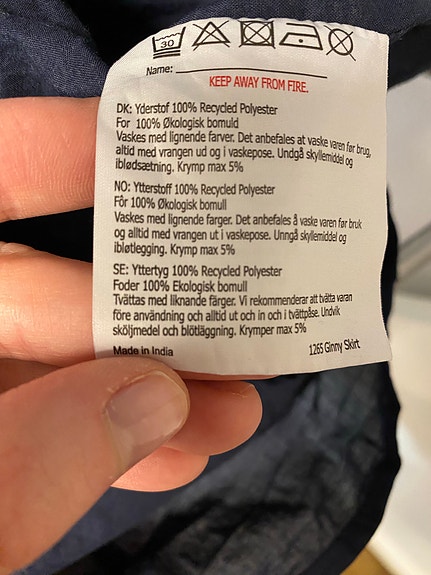 30
Name:
KEEP AWAY FROM FIRE.
DK: Yderstof 100% Recycled Polyester
For 100% Økologisk bomuld
Vaskes med lignende farver. Det anbefales at vaske varen før brug,
altid med vrangen ud og i vaskepose. Undgå skyllemiddel og
iblødsætning. Krymp max 5%
NO: Ytterstoff 100% Recycled Polyester
Fôr 100% Økologisk bomull
Vaskes med lignende farger. Det anbefales å vaske varen før bruk
og alltid med vrangen ut i vaskepose. Unngå skyllemiddel og
ibløtlegging. Krymp max 5%
SE: Yttertyg 100% Recycled Polyester
Foder 100% Ekologisk bomull
Tvättas med liknande färger. Vi rekommenderar att tvätta varan
före användning och alltid ut och in och i tvättpåse. Undvik
sköljmedel och blötläggning. Krymper max 5%
Made in India
1265 Ginny Skirt